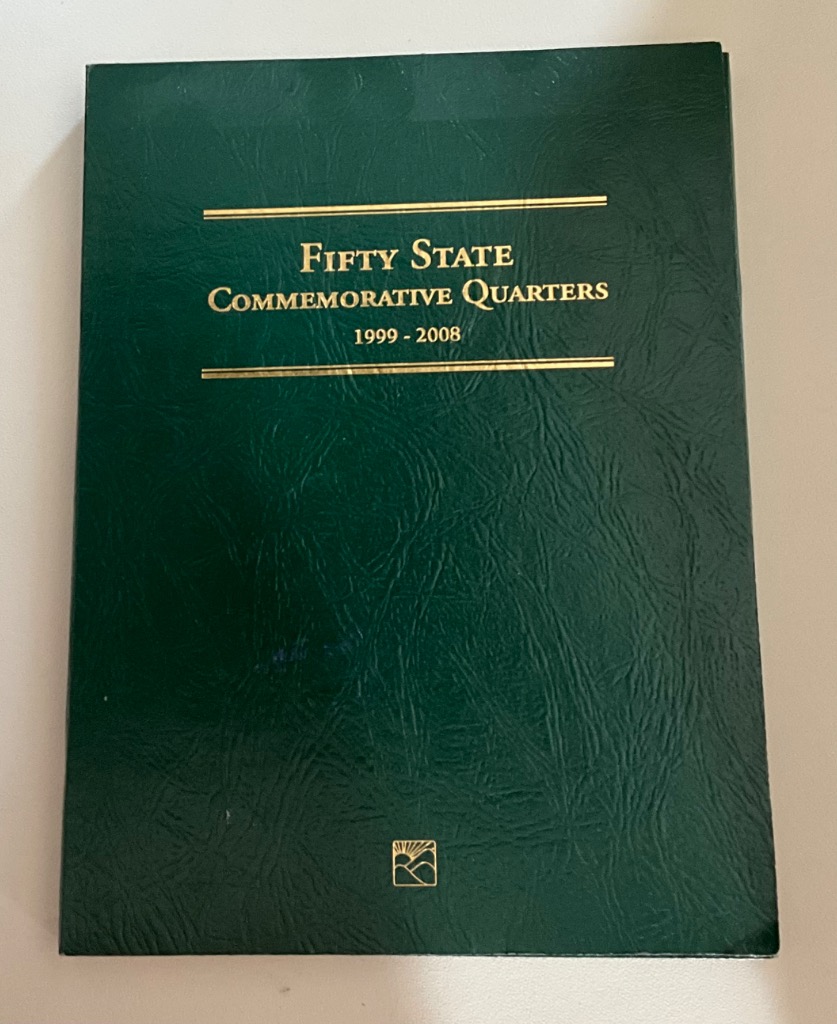 Fifty State
Commemorative Quarters
1999 - 2008